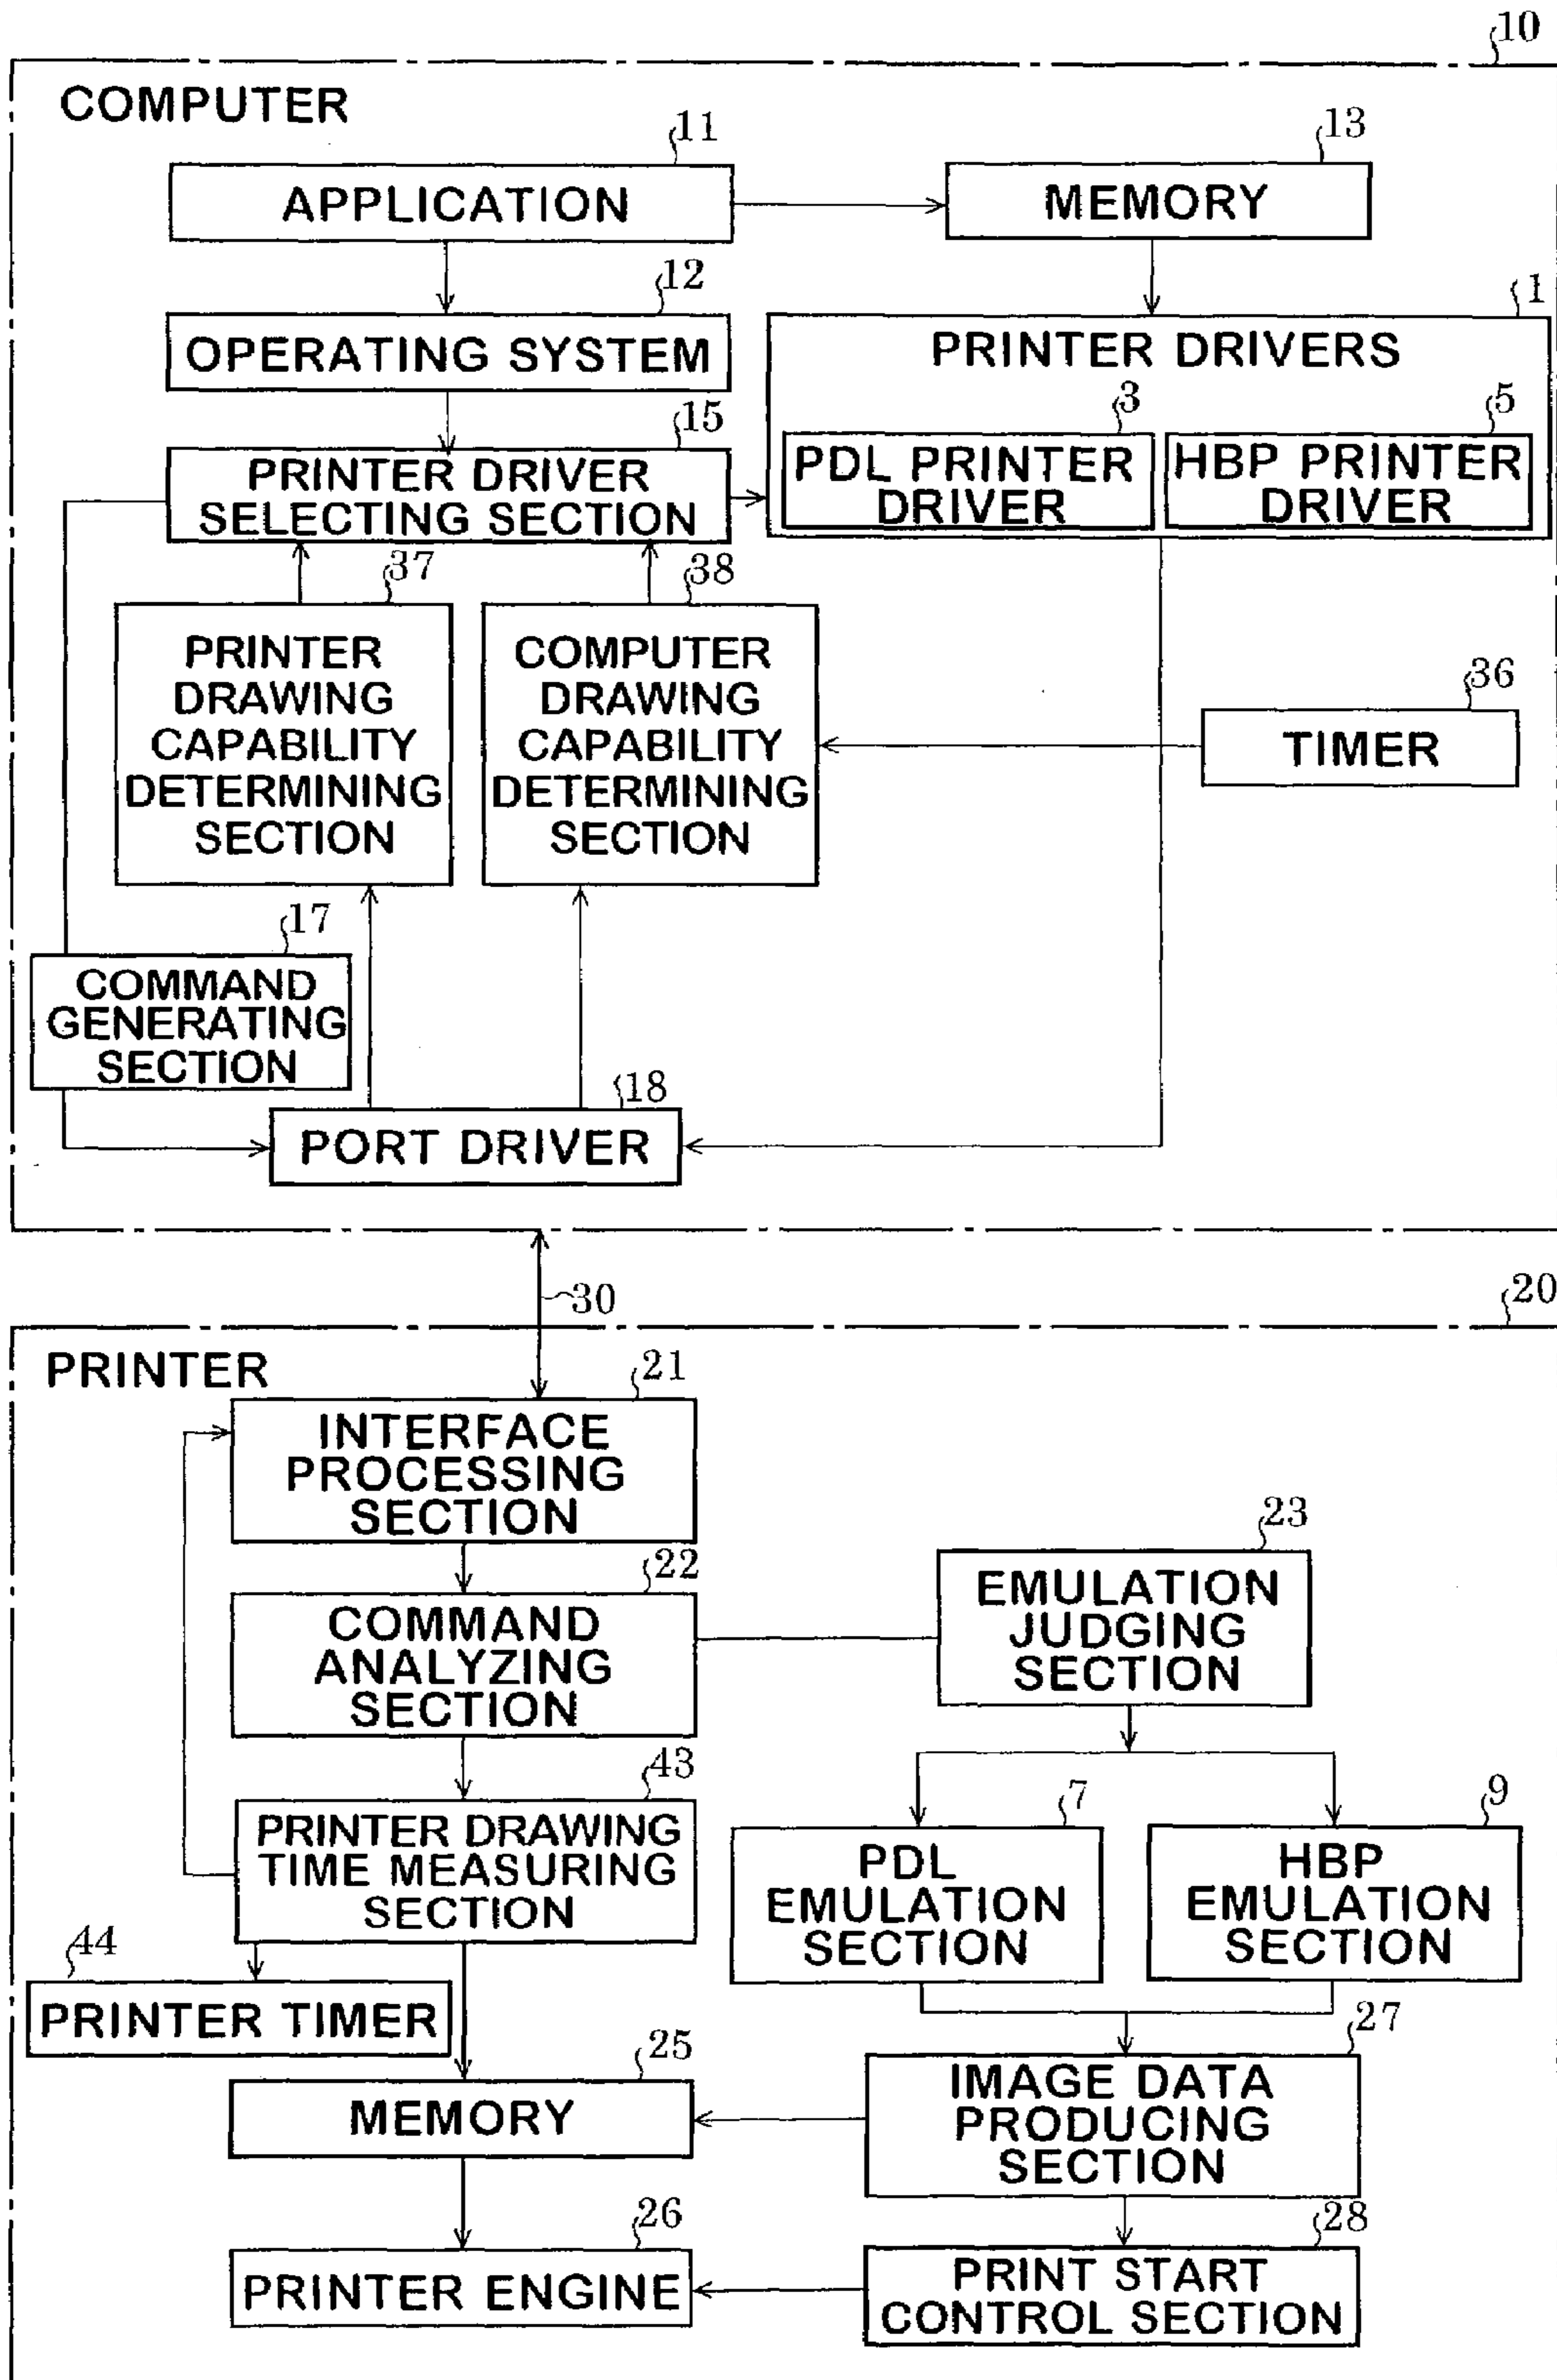 10
COMPUTER
11
13
APPLICATION
MEMORY
12
1
OPERATING SYSTEM
PRINTER DRIVERS
15
3
5
PRINTER DRIVER
SELECTING SECTION
PDL PRINTER
DRIVER
HBP PRINTER
DRIVER
37
38
PRINTER
DRAWING
CAPABILITY
DETERMINING
SECTION
COMPUTER
DRAWING
CAPABILITY
DETERMINING
SECTION
36
TIMER
17
COMMAND
GENERATING
SECTION
18
PORT DRIVER
30
20
PRINTER
21
INTERFACE
PROCESSING
SECTION
23
22
EMULATION
JUDGING
SECTION
COMMAND
ANALYZING
SECTION
43
7
9
PRINTER DRAWING
TIME MEASURING
SECTION
PDL
EMULATION
SECTION
HBP
EMULATION
SECTION
44
PRINTER TIMER
25
27
MEMORY
IMAGE DATA
PRODUCING
SECTION
26
28
PRINTER ENGINE
PRINT START
CONTROL SECTION